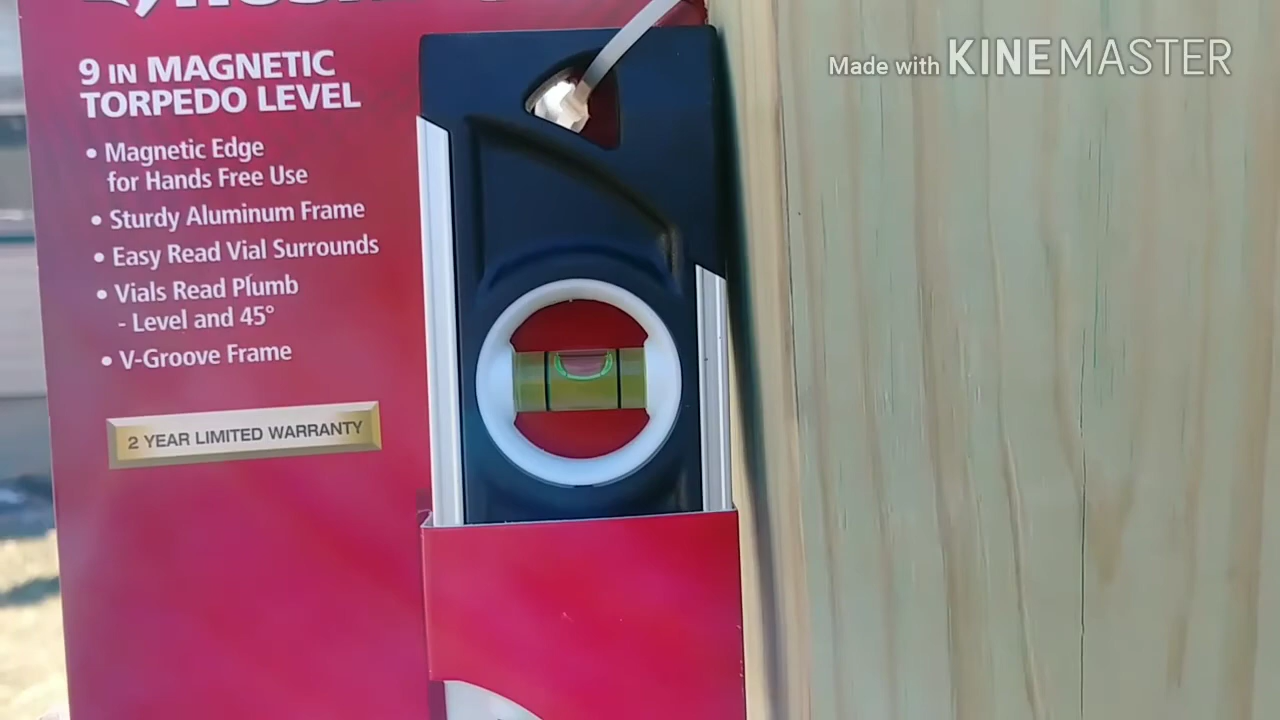 Made with KINEMASTER
9 IN MAGNETIC
TORPEDO LEVEL
• Magnetic Edge
for Hands Free Use
• Sturdy Aluminum Frame
• Easy Read Vial Surrounds
• Vials Read Plumb
- Level and 45°
• V-Groove Frame
2 YEAR LIMITED WARRANTY